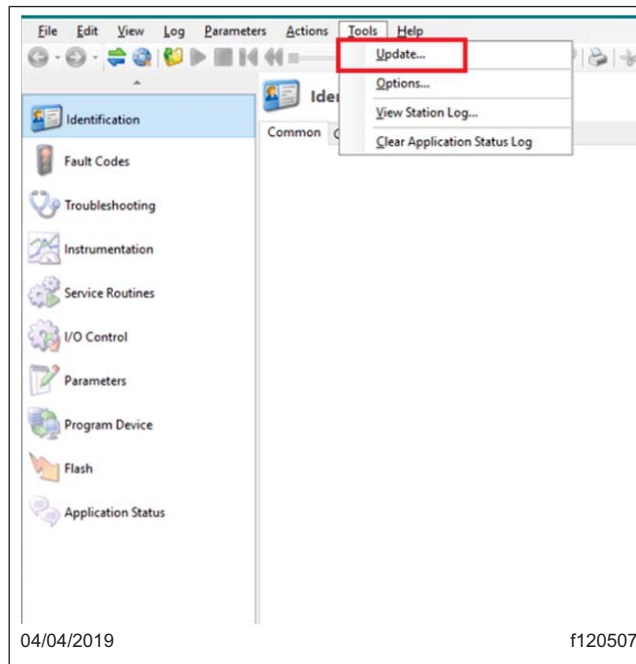 File Edit View Log Parameters Actions Tools Help
Update...
Options...
View Station Log...
Clear Application Status Log
Common
Identification
Fault Codes
Troubleshooting
Instrumentation
Service Routines
I/O Control
Parameters
Program Device
Flash
Application Status
04/04/2019 f120507